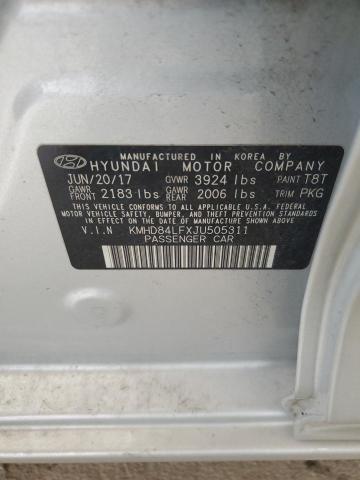 MANUFACTURED IN KOREA BY
HYUNDAI MOTOR COMPANY
JUN/20/17 GVWR 3924 lbs PAINT T8T
GAWR FRONT 2183 lbs GAWR REAR 2006 lbs TRIM PKG
THIS VEHICLE CONFORMS TO ALL APPLICABLE U.S.A. FEDERAL
MOTOR VEHICLE SAFETY, BUMPER, AND THEFT PREVENTION
STANDARDS IN EFFECT ON THE DATE OF MANUFACTURE SHOWN ABOVE.
V.I.N KMHD84LFXJU505311
PASSENGER CAR